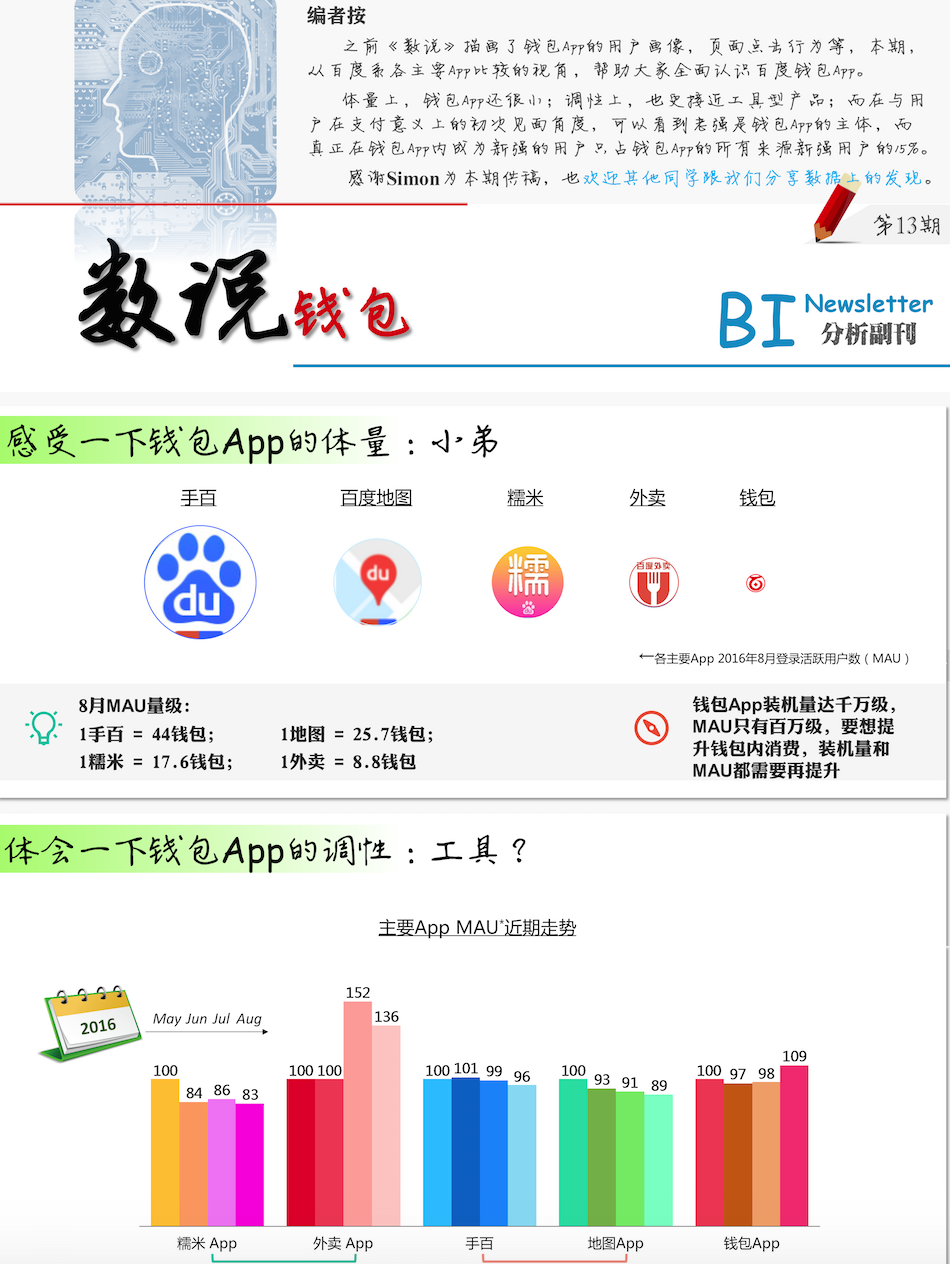 编者按
之前《数说》描画了钱包App的用户画像，页面点击行为等，本期，
从百度系各主要App比较的视角，帮助大家全面认识百度钱包App。
体量上，钱包App还很小；调性上，也更接近工具型产品；而在与用
户在支付意义上的初次见面角度，可以看到老强是钱包App的主体，而
真正在钱包App内成为新强的用户只占钱包App的所有来源新强用户的15%。
感谢Simon为本期供稿，也欢迎其他同学跟我们分享数据上的发现。
第13期
数说钱包
BI Newsletter
分析副刊
感受一下钱包App的体量：小弟
手百 百度地图 糯米 外卖 钱包
du
du
糯
百度外卖
←各主要App 2016年8月登录活跃用户数（MAU）
8月MAU量级：
1手百 = 44钱包； 1地图 = 25.7钱包；
1糯米 = 17.6钱包； 1外卖 = 8.8钱包
钱包App装机量达千万级，
MAU只有百万级，要想提
升钱包内消费，装机量和
MAU都需要再提升
体会一下钱包App的调性：工具？
主要App MAU*近期走势
2016
May Jun Jul Aug
100 84 86 83
100 100 152 136
100 101 99 96
100 93 91 89
100 97 98 109
糯米 App 外卖 App 手百 地图App 钱包App